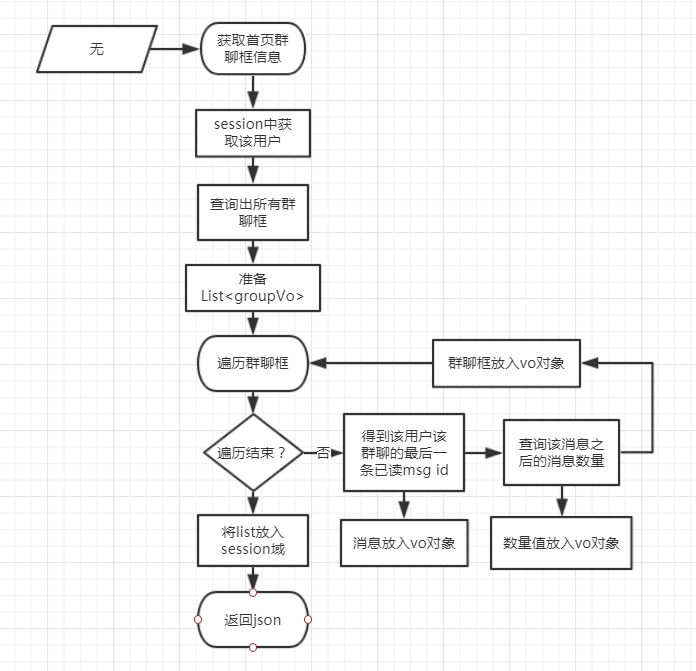 无
获取首页群
聊框信息
session中获
取该用户
查询出所有群
聊框
准备
List<groupVo>
遍历群聊框
群聊框放入vo对象
遍历结束？
否
得到该用户该
群聊的最后一
条已读msg id
查询该消息之
后的消息数量
将list放入
session域
消息放入vo对象
数量值放入vo对象
返回json